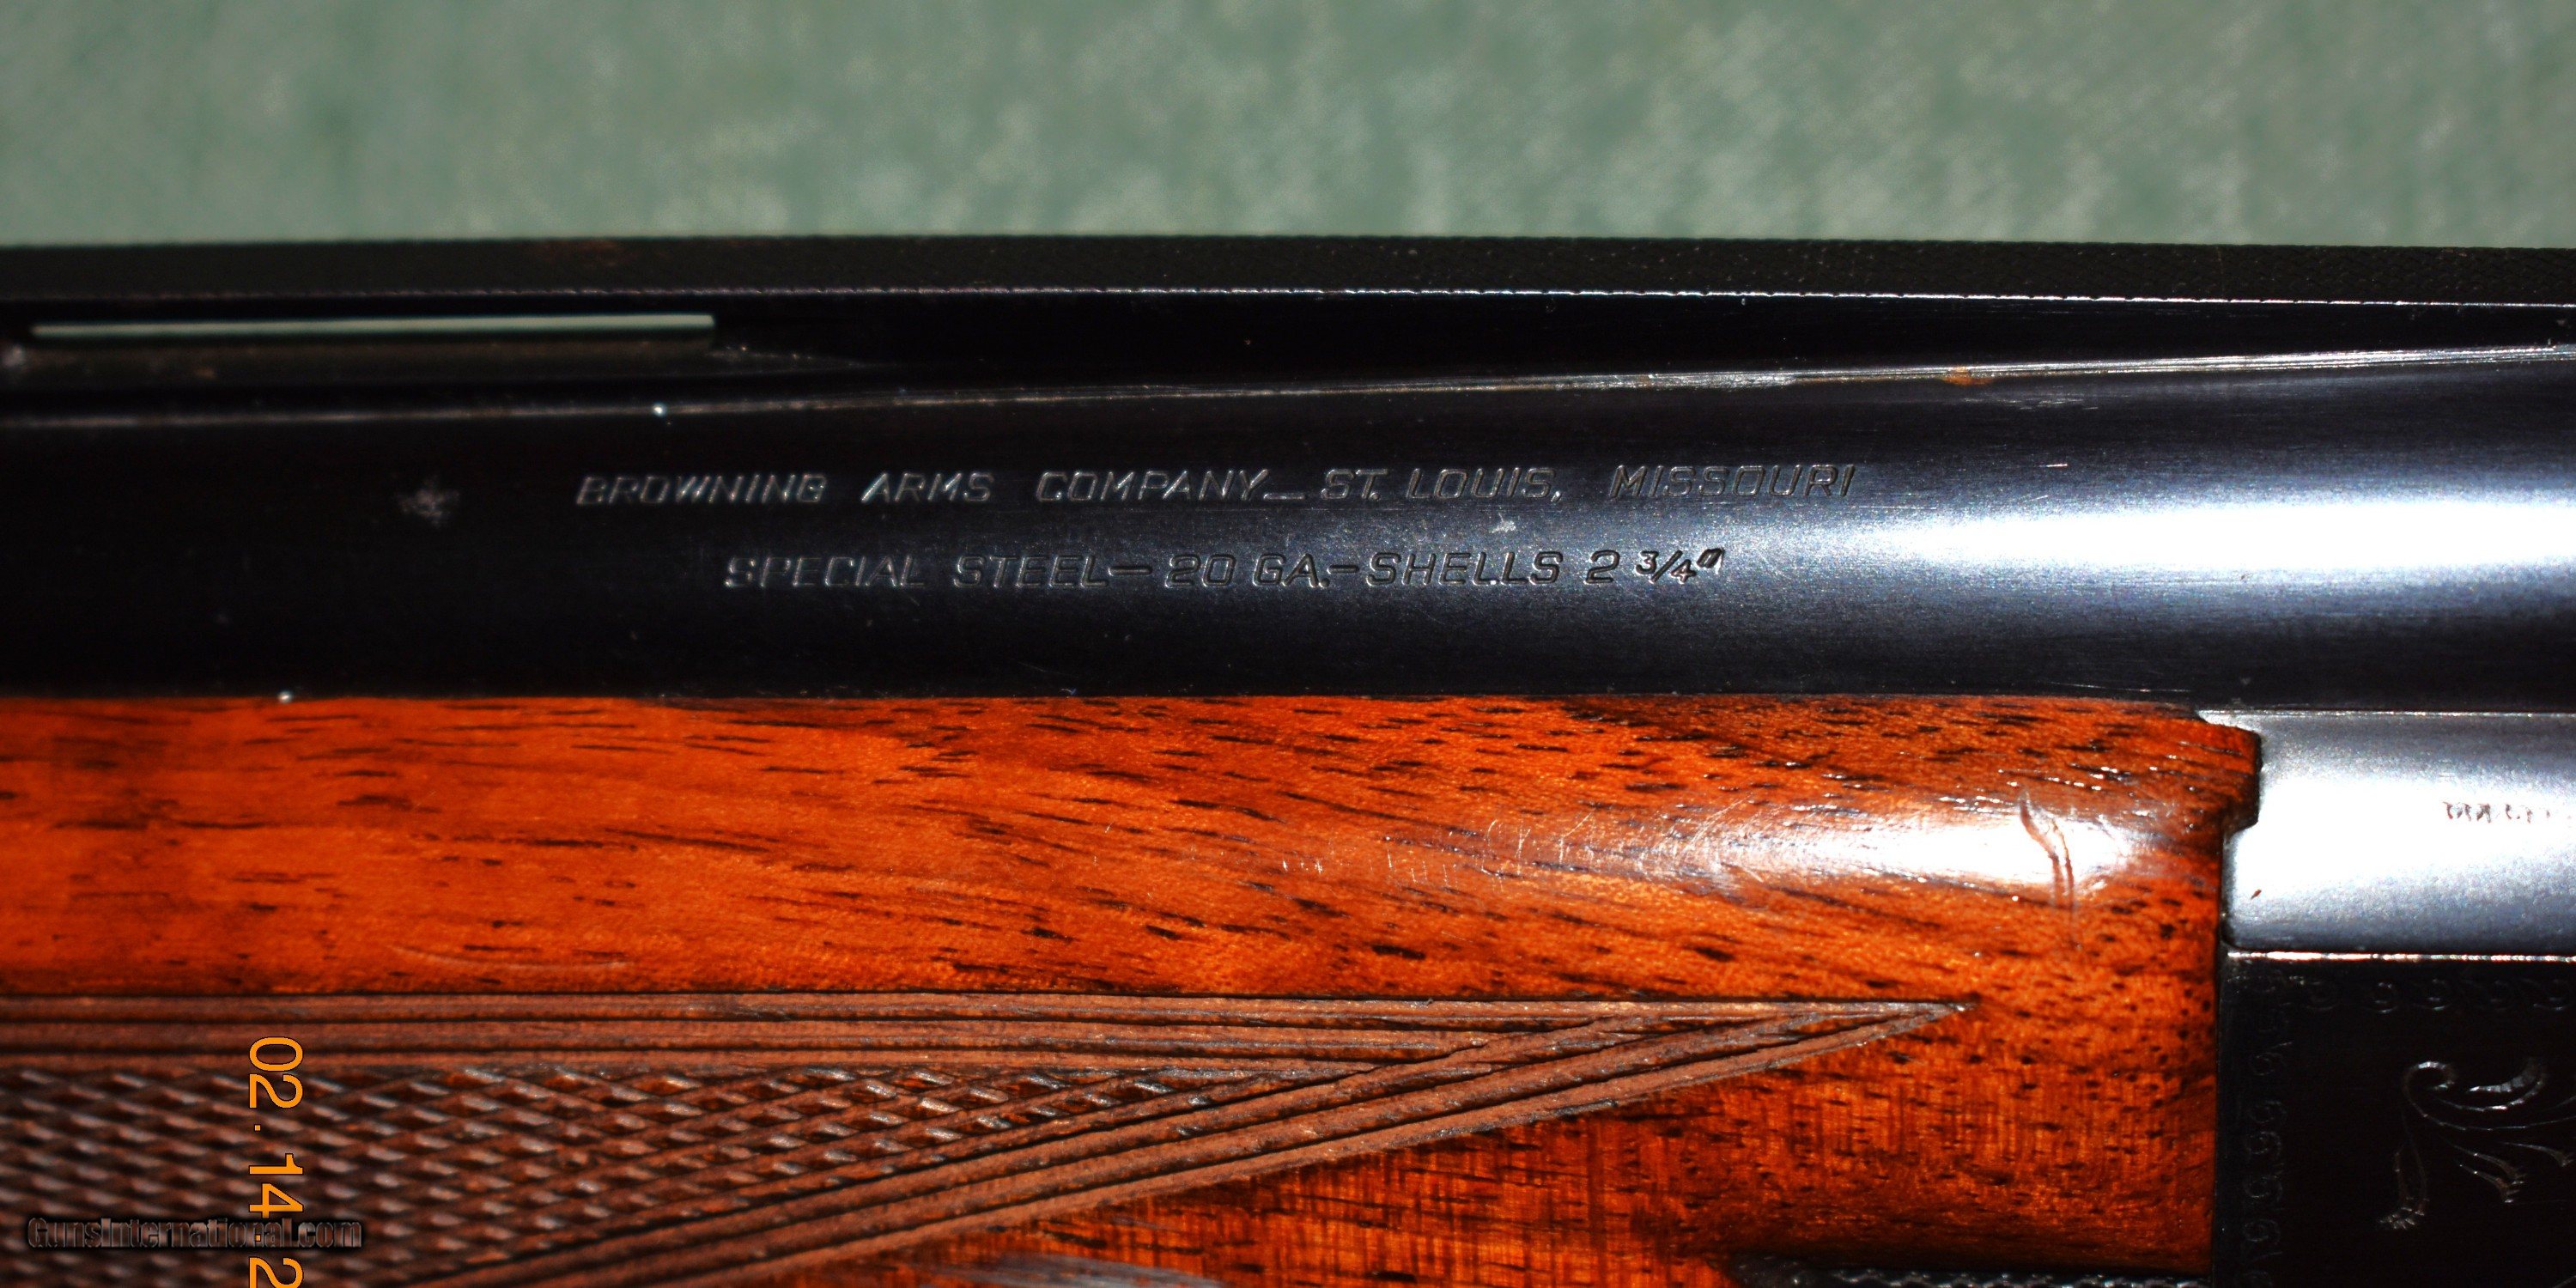 BROWNING ARMS COMPANY_ST. LOUIS, MISSOURI
SPECIAL STEEL-20 GA.-SHELLS 2 3/4"
02.14.2
GunsInternational.com